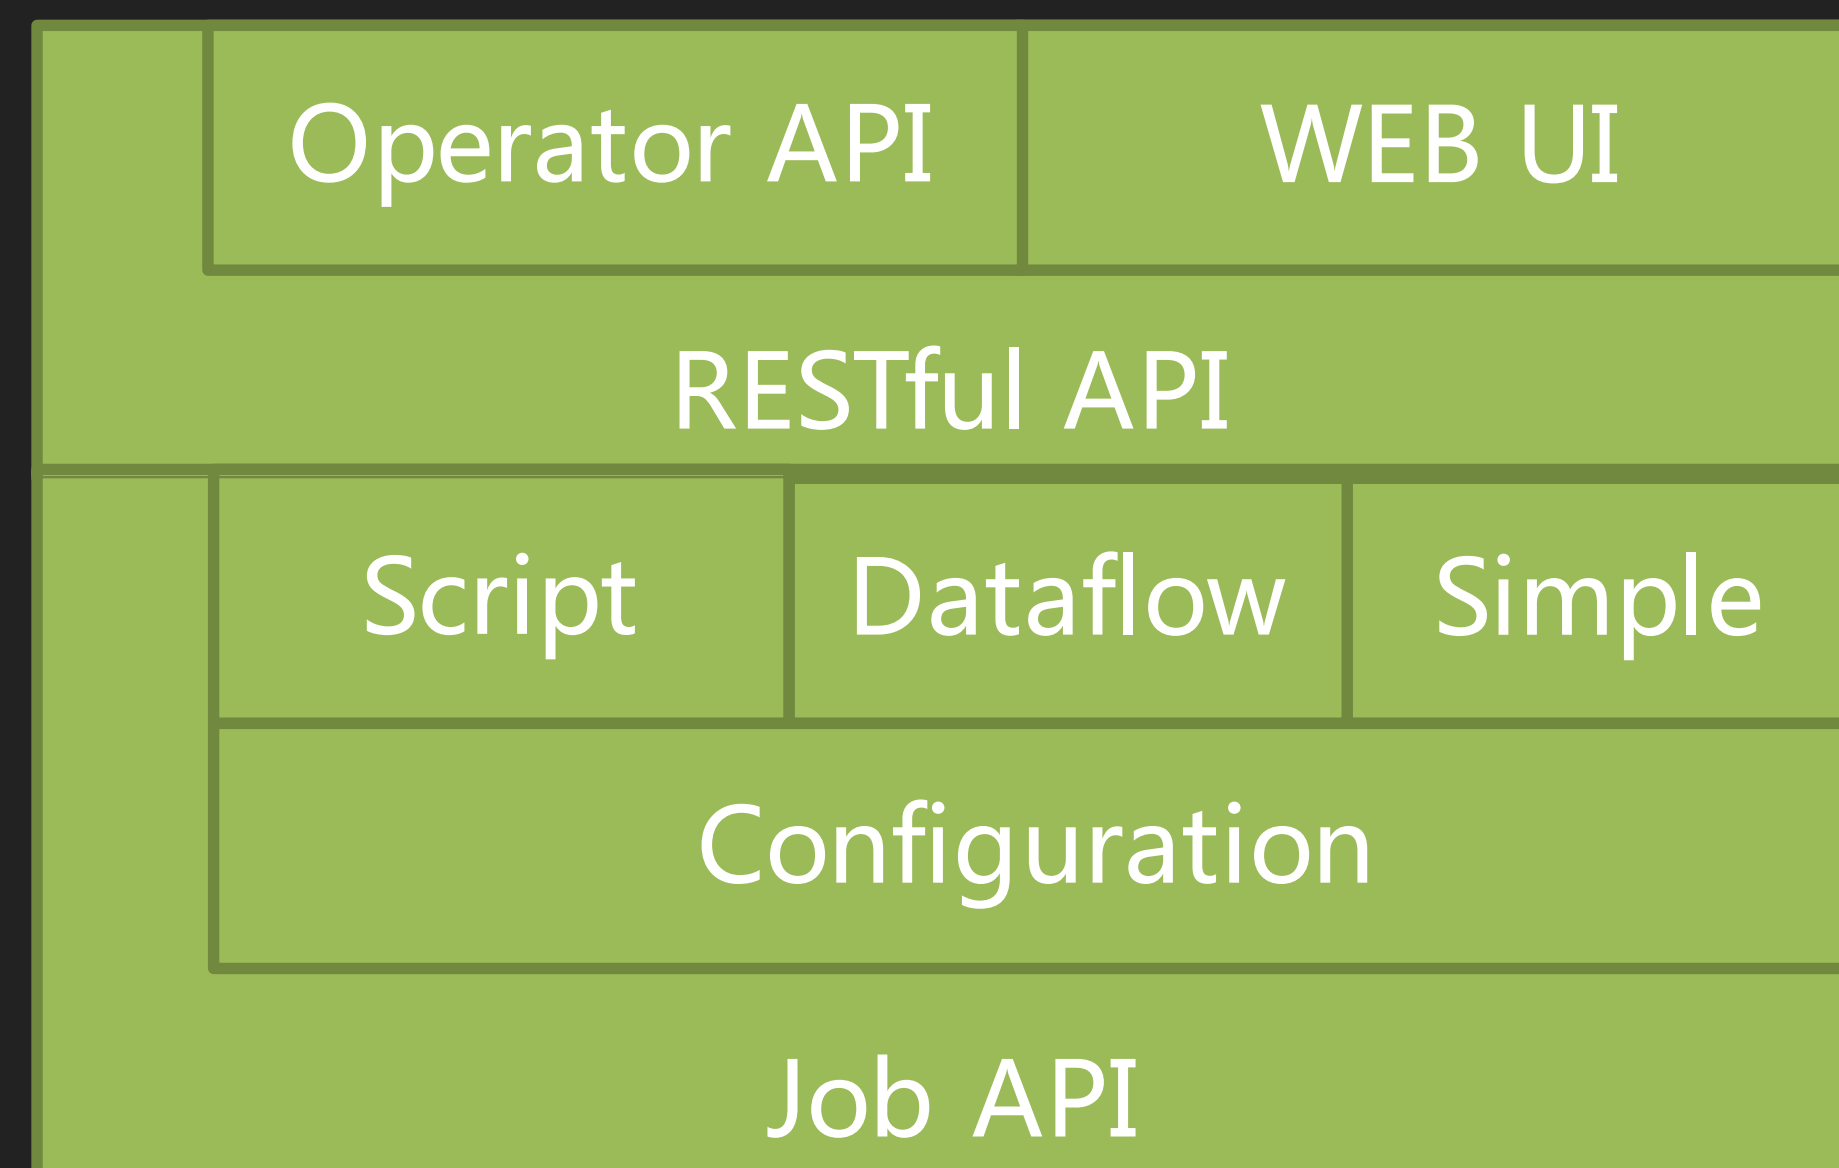 Operator API
WEB UI
RESTful API
Script
Dataflow
Simple
Configuration
Job API